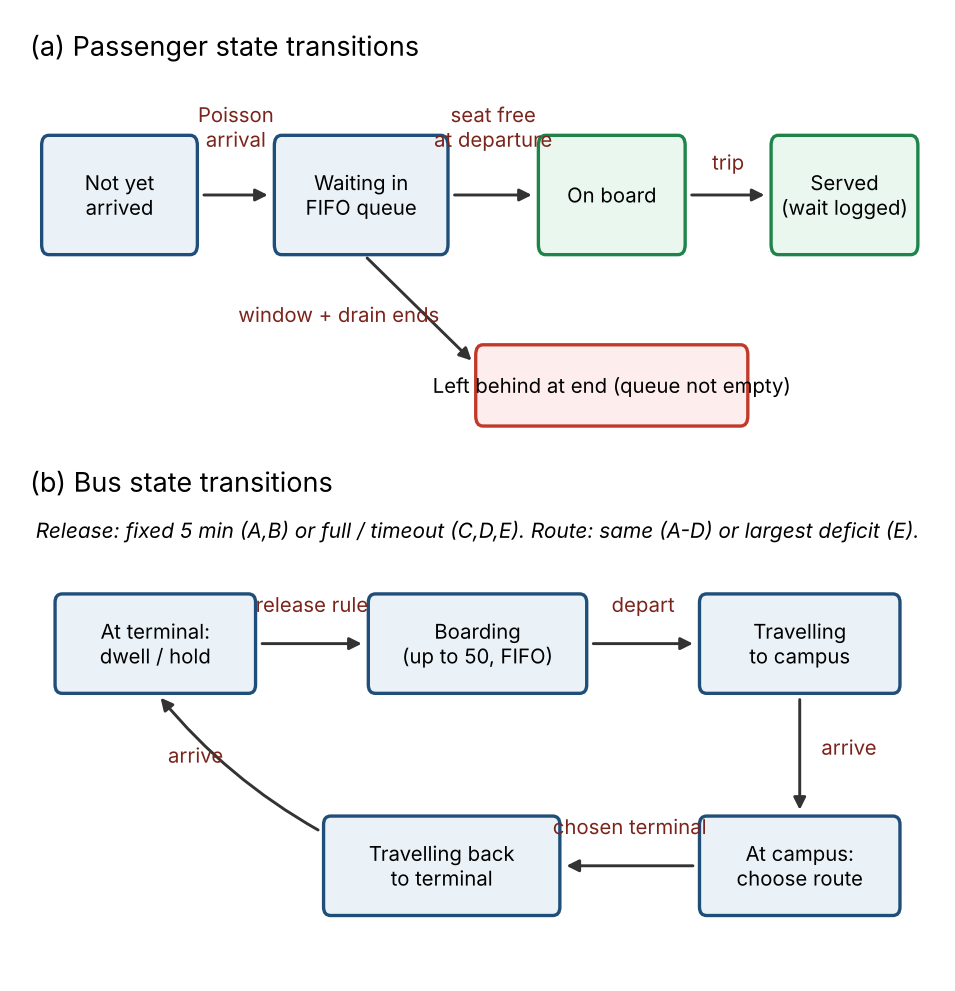 (a) Passenger state transitions
Poisson
arrival
seat free
at departure
trip
Not yet
arrived
Waiting in
FIFO queue
On board
Served
(wait logged)
window + drain ends
Left behind at end (queue not empty)
(b) Bus state transitions
Release: fixed 5 min (A,B) or full / timeout (C,D,E). Route: same (A-D) or largest deficit (E).
At terminal:
dwell / hold
release rule
Boarding
(up to 50, FIFO)
depart
Travelling
to campus
arrive
arrive
Travelling back
to terminal
chosen terminal
At campus:
choose route